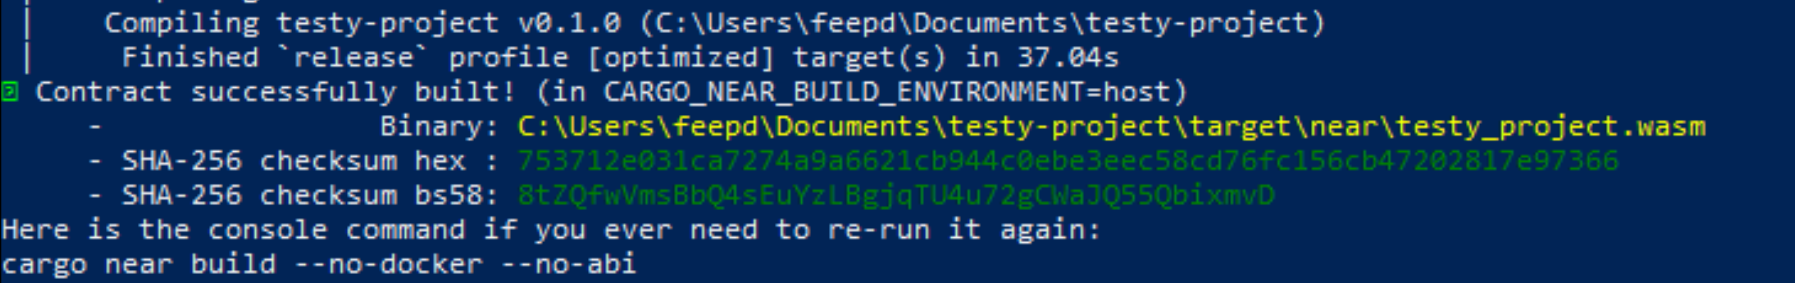 Compiling testy-project v0.1.0 (C:\Users\feepd\Documents\testy-project)
Finished `release` profile [optimized] target(s) in 37.04s
Contract successfully built! (in CARGO_NEAR_BUILD_ENVIRONMENT=host)
- Binary: C:\Users\feepd\Documents\testy-project\target\near\testy_project.wasm
- SHA-256 checksum hex : 753712e031ca7274a9a6621cb944c0ebe3eec58cd76fc156cb47202817e97366
- SHA-256 checksum bs58: 8tZQfwVmsBbQ4sEuYzLBgjqTU4u72gCWaJQ55QbixmvD
Here is the console command if you ever need to re-run it again:
cargo near build --no-docker --no-abi